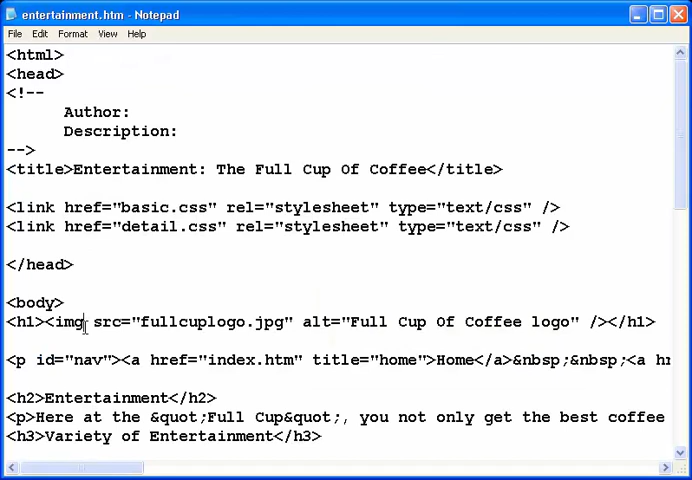 entertainment.htm - Notepad
File Edit Format View Help
<html>
<head>
<!--
Author:
Description:
-->
<title>Entertainment: The Full Cup Of Coffee</title>
<link href="basic.css" rel="stylesheet" type="text/css" />
<link href="detail.css" rel="stylesheet" type="text/css" />
</head>
<body>
<h1><img src="fullcuplogo.jpg" alt="Full Cup Of Coffee logo" /></h1>
<p id="nav"><a href="index.htm" title="home">Home</a>&nbsp;&nbsp;<a hr
<h2>Entertainment</h2>
<p>Here at the &quot;Full Cup&quot;, you not only get the best coffee
<h3>Variety of Entertainment</h3>